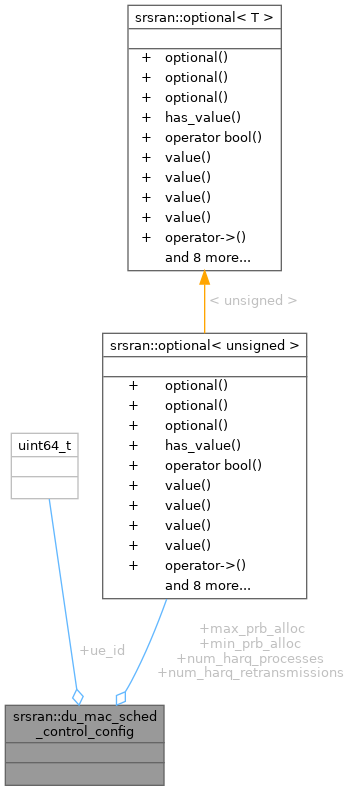 srsran::optional< T >
+ optional()
+ optional()
+ optional()
+ has_value()
+ operator bool()
+ value()
+ value()
+ value()
+ value()
+ operator->()
and 8 more...
< unsigned >
srsran::optional< unsigned >
+ optional()
+ optional()
+ optional()
+ has_value()
+ operator bool()
+ value()
+ value()
+ value()
+ value()
+ operator->()
and 8 more...
uint64_t
+ue_id
+max_prb_alloc
+min_prb_alloc
+num_harq_processes
+num_harq_retransmissions
srsran::du_mac_sched
_control_config